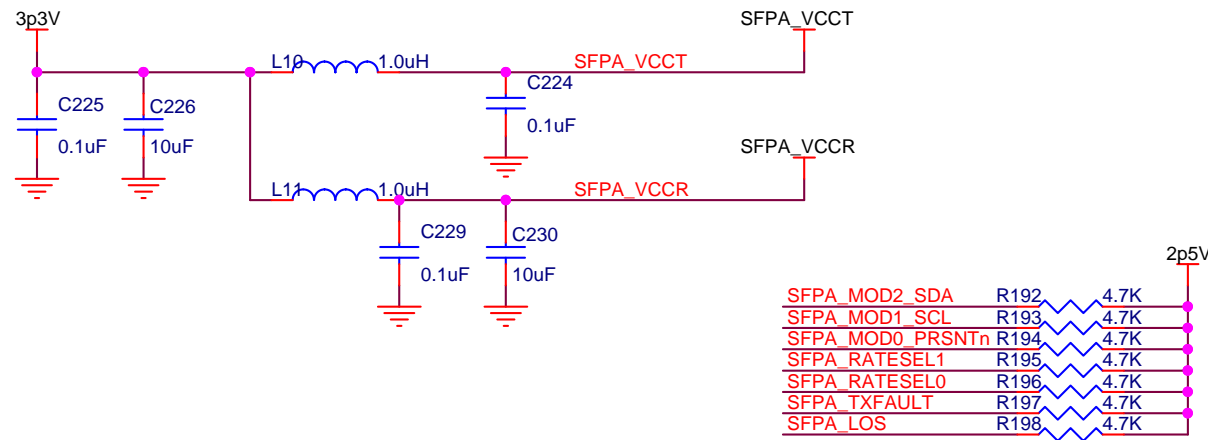 3p3V
SFPA_VCCT
L10 1.0uH SFPA_VCCT
C225 C226 C224
0.1uF 10uF 0.1uF
SFPA_VCCR
L11 1.0uH SFPA_VCCR
C229 C230
0.1uF 10uF
2p5V
SFPA_MOD2_SDA R192 4.7K
SFPA_MOD1_SCL R193 4.7K
SFPA_MOD0_PRSNTn R194 4.7K
SFPA_RATESEL1 R195 4.7K
SFPA_RATESEL0 R196 4.7K
SFPA_TXFAULT R197 4.7K
SFPA_LOS R198 4.7K